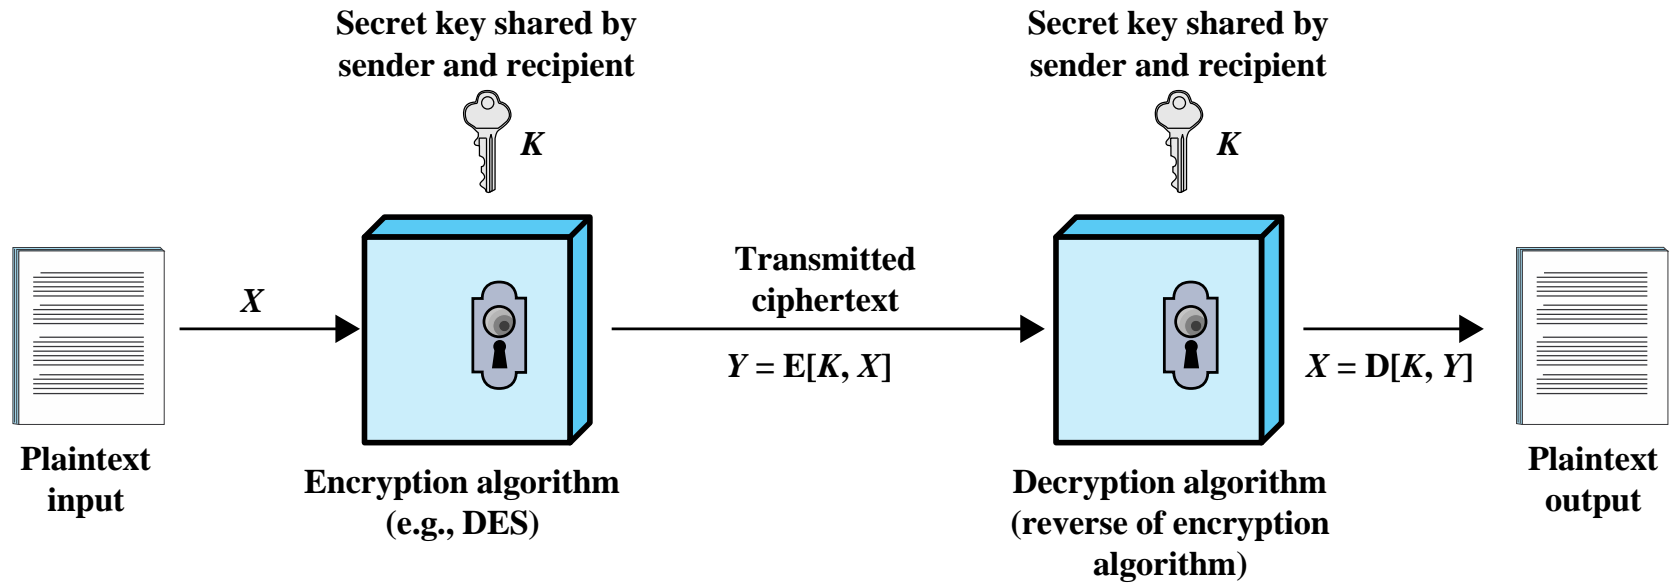 Secret key shared by
sender and recipient
K
Secret key shared by
sender and recipient
K
X
Transmitted
ciphertext
Y = E[K, X]
X = D[K, Y]
Plaintext
input
Encryption algorithm
(e.g., DES)
Decryption algorithm
(reverse of encryption
algorithm)
Plaintext
output